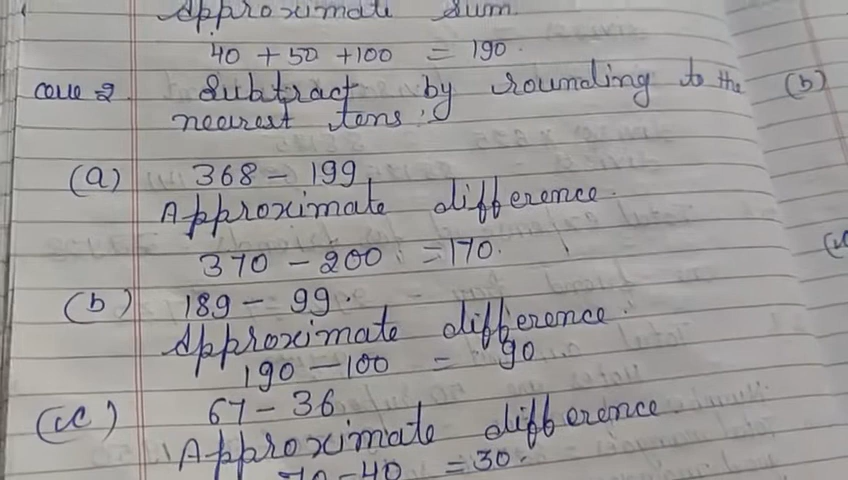 Approximate Sum
40 + 50 + 100 = 190.
Subtract by rounding to the (b)
nearest tens:
(a) 368 - 199.
Approximate difference.
370 - 200 = 170.
(b) 189 - 99.
Approximate difference.
190 - 100 = 90
67 - 36
Approximate difference.
70 - 40 = 30.